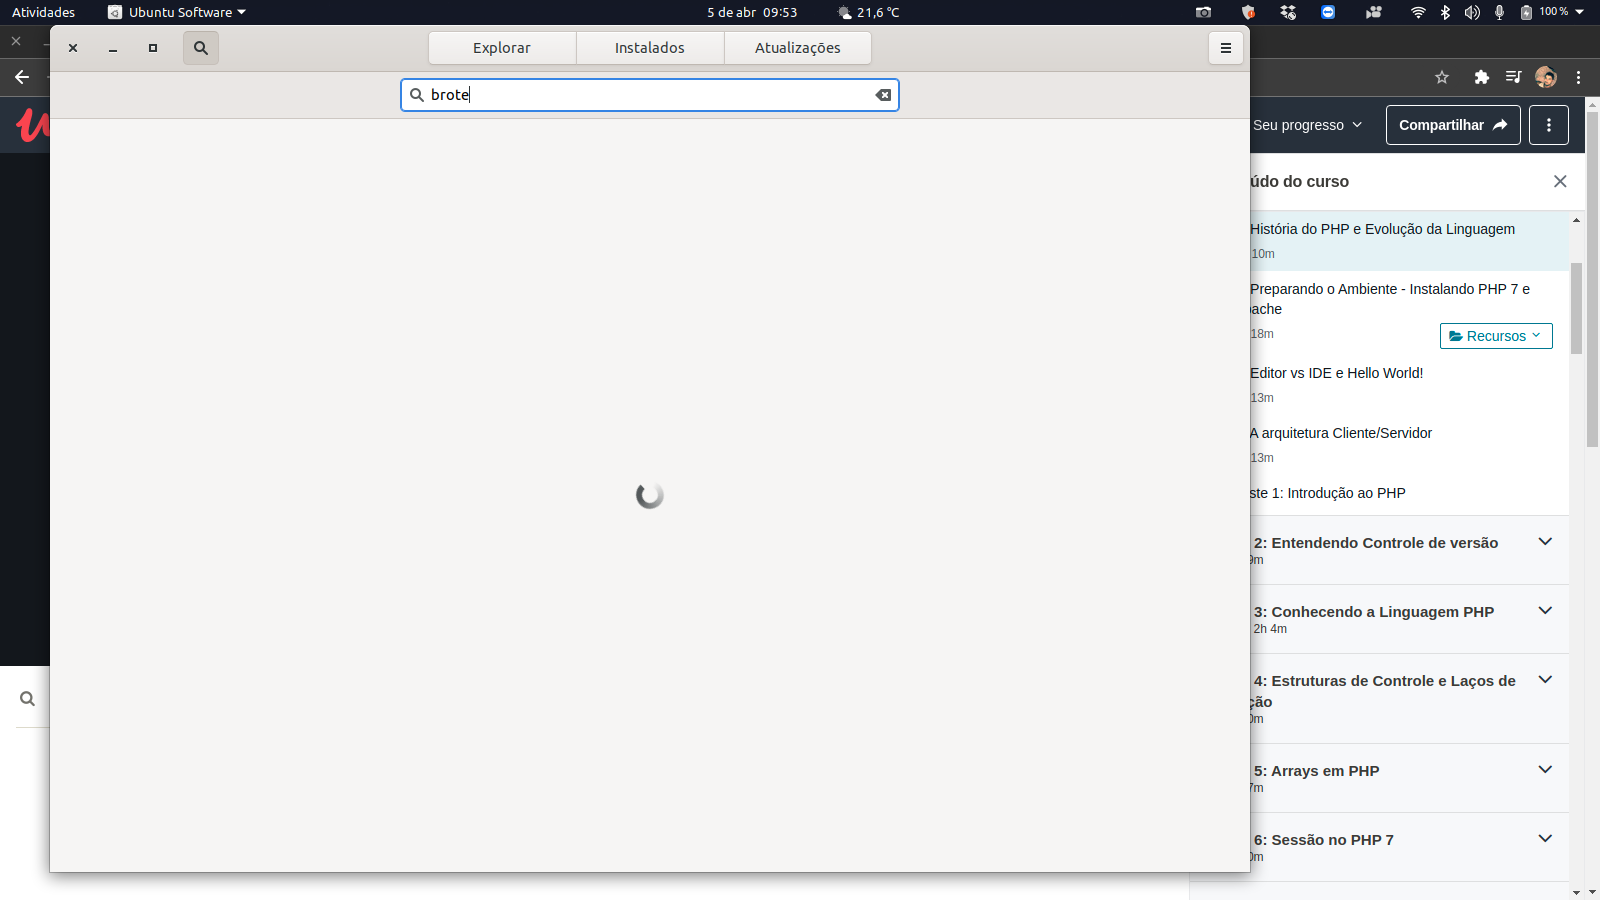 Atividades
Ubuntu Software
5 de abr 09:53
21,6 °C
100 %
Explorar
Instalados
Atualizações
brote
Seu progresso
Compartilhar
údo do curso
História do PHP e Evolução da Linguagem
10m
Preparando o Ambiente - Instalando PHP 7 e
ache
18m
Recursos
Editor vs IDE e Hello World!
13m
A arquitetura Cliente/Servidor
13m
ste 1: Introdução ao PHP
2: Entendendo Controle de versão
9m
3: Conhecendo a Linguagem PHP
2h 4m
4: Estruturas de Controle e Laços de
ção
0m
5: Arrays em PHP
7m
6: Sessão no PHP 7
0m